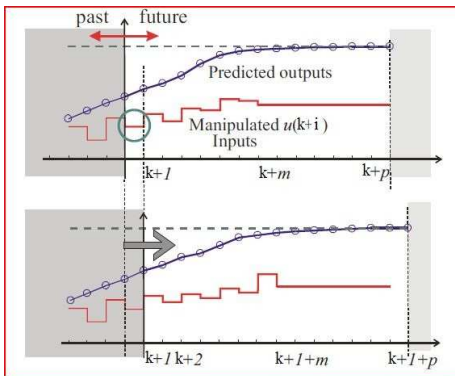 past future
Predicted outputs
Manipulated u(k+i)
Inputs
k+1 k+m k+p
k+1 k+2 k+1+m k+1+p